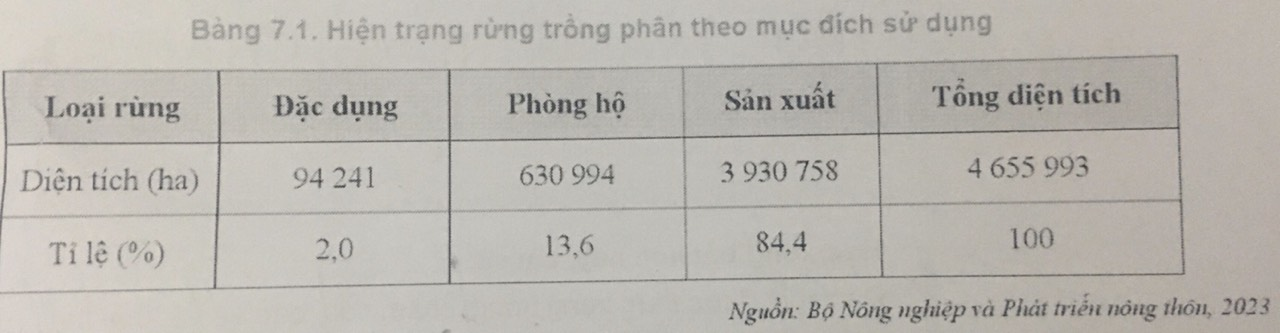 Bảng 7.1. Hiện trạng rừng trồng phân theo mục đích sử dụng
Loại rừng Đặc dụng Phòng hộ Sản xuất Tổng diện tích
Diện tích (ha) 94 241 630 994 3 930 758 4 655 993
Tỉ lệ (%) 2,0 13,6 84,4 100
Nguồn: Bộ Nông nghiệp và Phát triển nông thôn, 2023